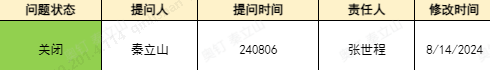 问题状态 提问人 提问时间 责任人 修改时间
关闭 秦立山 240806 张世程 8/14/2024